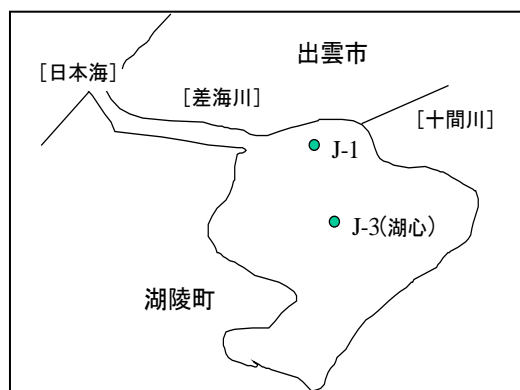 出雲市
[日本海]
[差海川]
[十間川]
J-1
J-3(湖心)
湖陵町